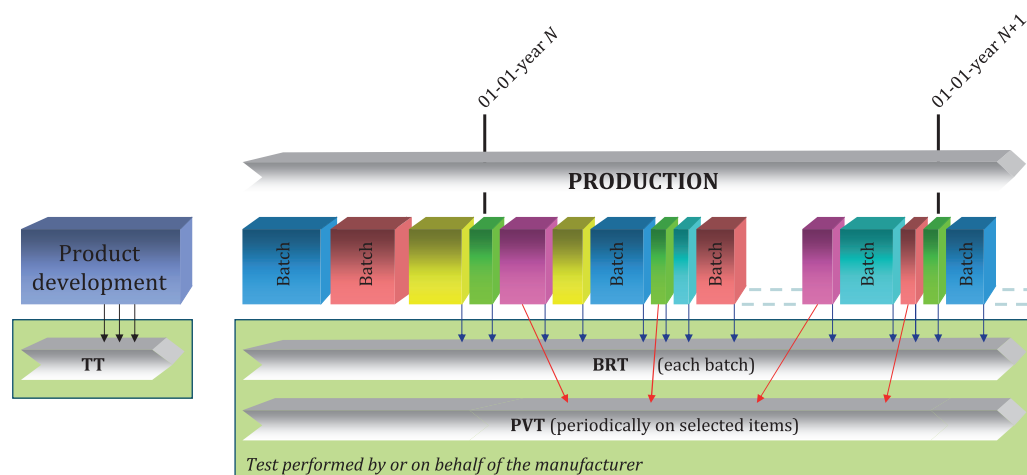 01-01-year N
01-01-year N+1
PRODUCTION
Product
development
Batch
Batch
Batch
Batch
Batch
Batch
TT
BRT (each batch)
PVT (periodically on selected items)
Test performed by or on behalf of the manufacturer